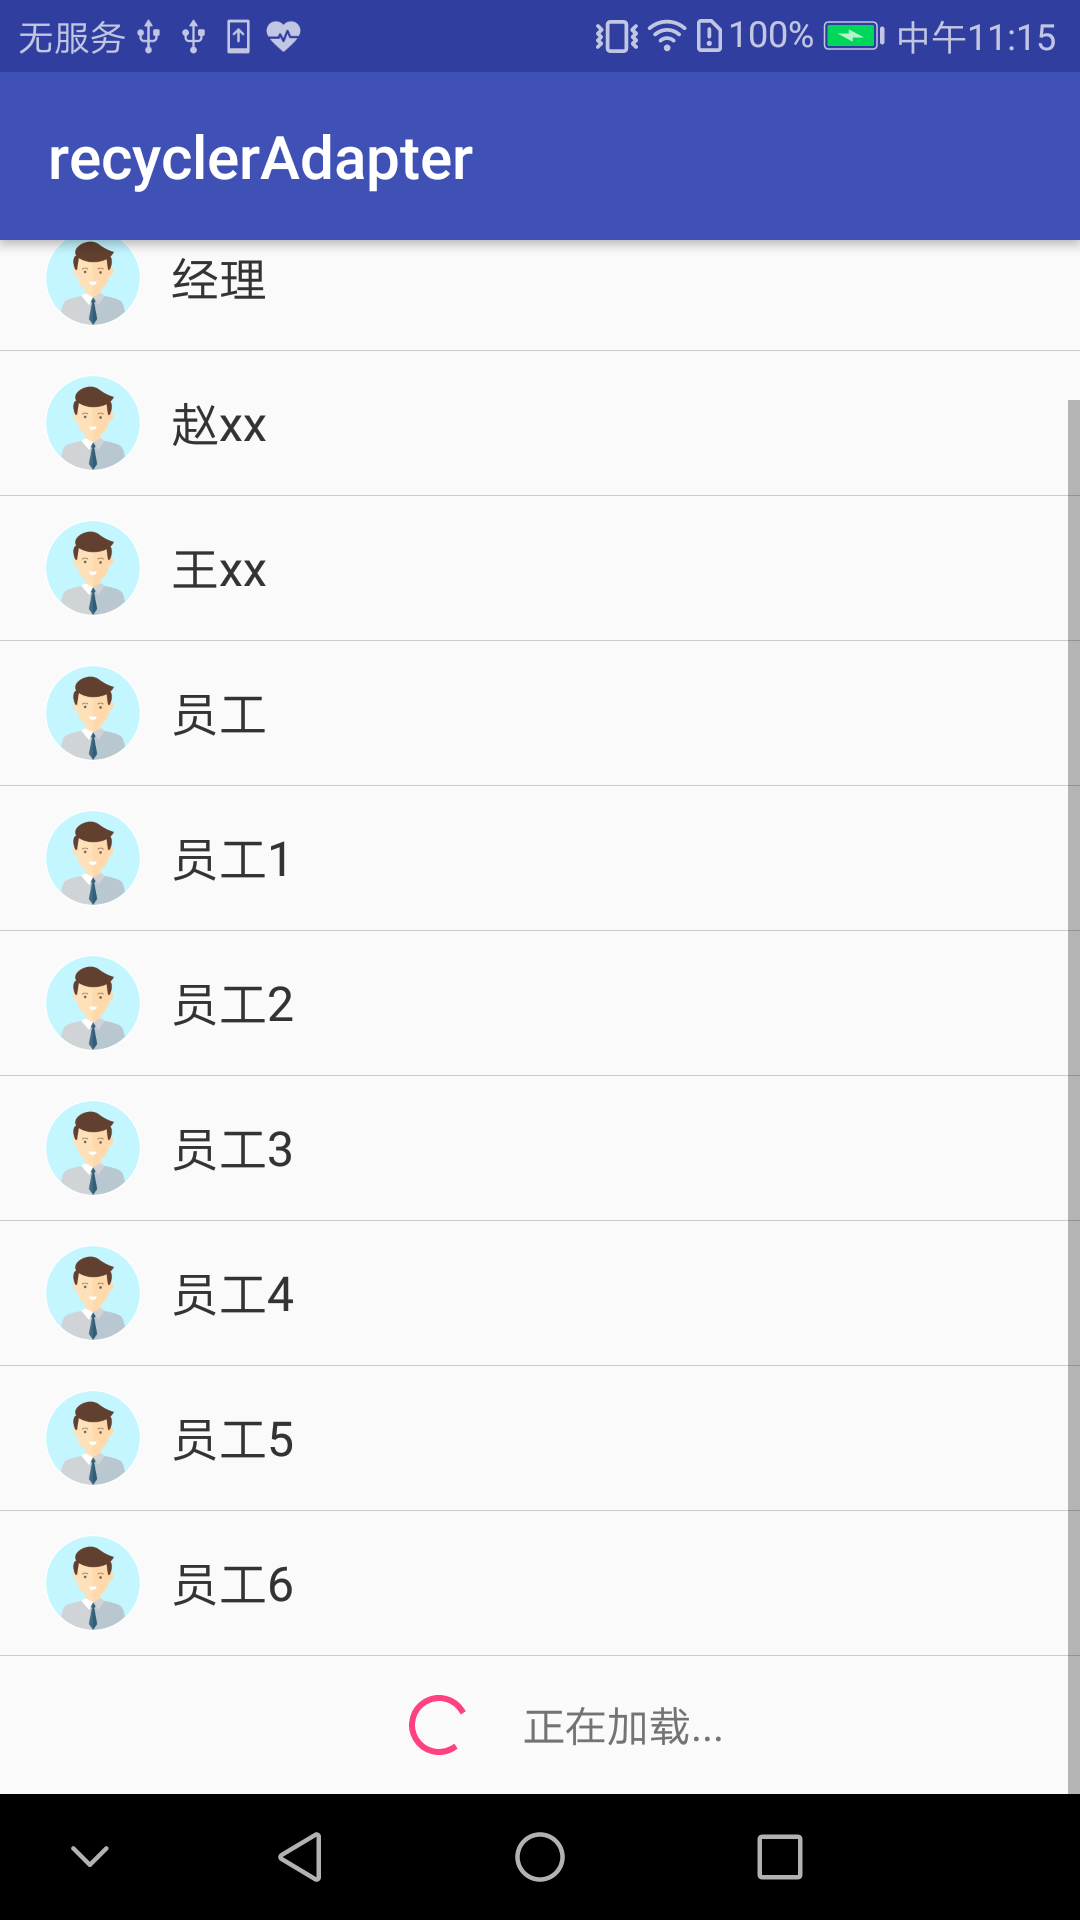 无服务 100% 中午11:15
recyclerAdapter
经理
赵xx
王xx
员工
员工1
员工2
员工3
员工4
员工5
员工6
正在加载...